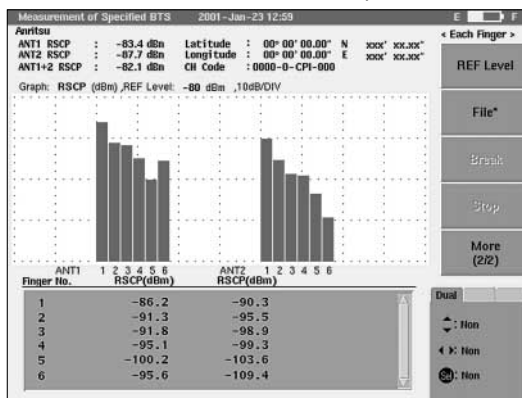 Measurement of Specified BTS 2001-Jan-23 12:59 E F
Anritsu
ANT1 RSCP : -83.4 dBm Latitude : 00° 00' 00.00" N xxx° xx.xx"
ANT2 RSCP : -87.7 dBm Longitude : 00° 00' 00.00" E xxx° xx.xx"
ANT1+2 RSCP : -82.1 dBm CH Code : 0000-0-CPI-000
Graph: RSCP (dBm) ,REF Level: -80 dBm ,10dB/DIV
ANT1 1 2 3 4 5 6 ANT2 1 2 3 4 5 6
Finger No. RSCP(dBm) RSCP(dBm)
1 -86.2 -90.3
2 -91.3 -95.5
3 -91.8 -98.9
4 -95.1 -99.3
5 -100.2 -103.6
6 -95.6 -109.4
< Each Finger >
REF Level
File*
Break
Stop
More
(2/2)
Dual
: Non
: Non
Sel: Non